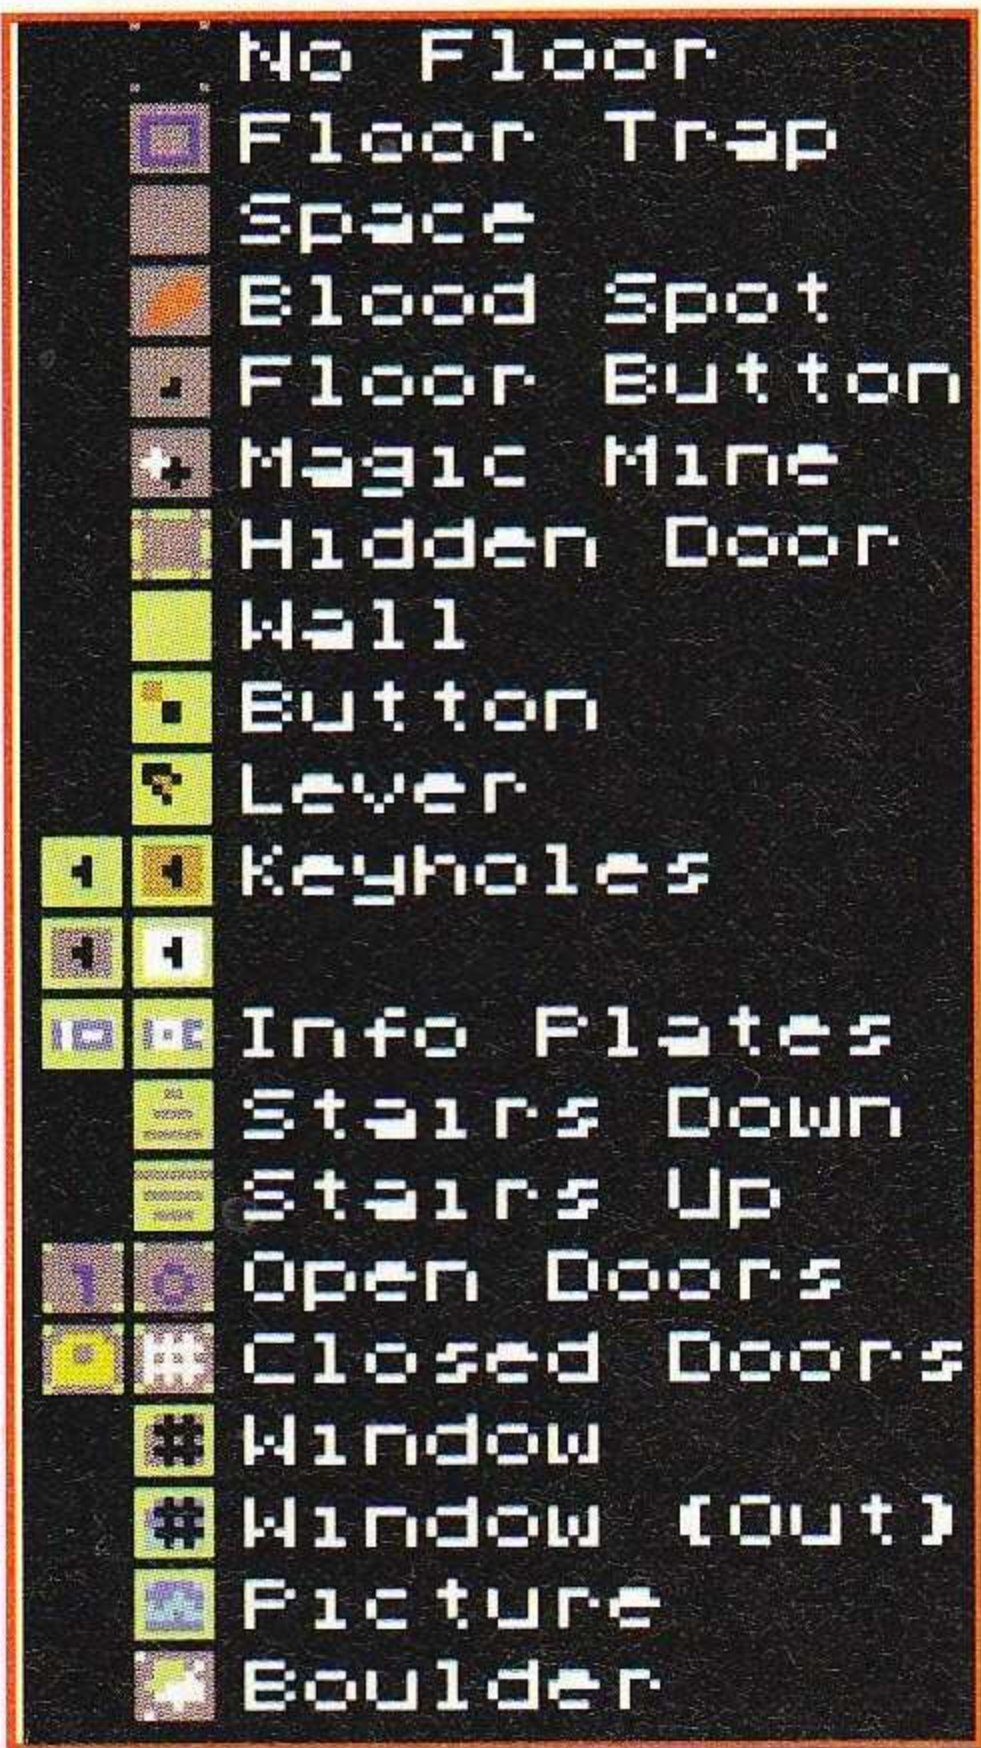 No Floor
Floor Trap
Space
Blood Spot
Floor Button
Magic Mine
Hidden Door
Wall
Button
Lever
Keyholes
Info Plates
Stairs Down
Stairs Up
Open Doors
Closed Doors
Window
Window (Out)
Picture
Boulder